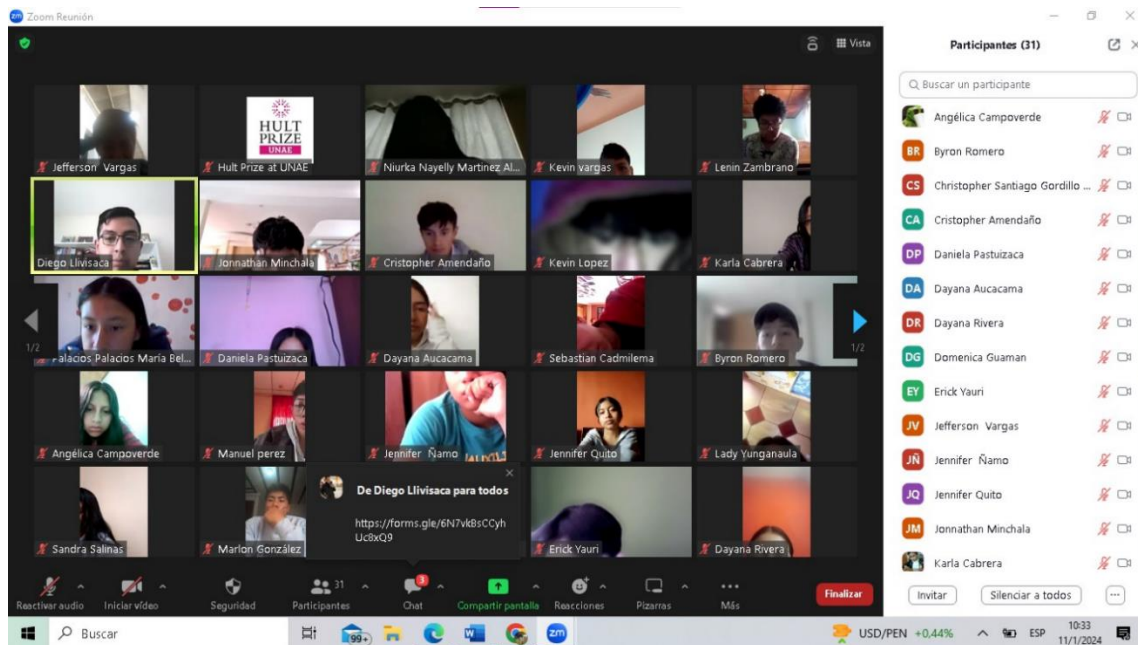 Zoom Reunión
Vista
Jefferson Vargas
HULT
PRIZE
UNAE
Hult Prize at UNAE
Niurka Nayelly Martinez Al...
Kevin vargas
Lenin Zambrano
Diego Llivisaca
Jonnathan Minchala
Cristopher Amendaño
Kevin Lopez
Karla Cabrera
1/2
Palacios Palacios María Bel...
Daniela Pastuizaca
Dayana Aucacama
Sebastian Cadmilema
Byron Romero
1/2
Angélica Campoverde
Manuel perez
Jennifer Ñamo
Jennifer Quito
Lady Yunganaula
De Diego Llivisaca para todos
https://forms.gle/6N7vkBsCCyh
Uc8xQ9
Sandra Salinas
Marlon González
Erick Yauri
Dayana Rivera
Reactivar audio
Iniciar vídeo
Seguridad
31
Participantes
3
Chat
Compartir pantalla
Reacciones
Pizarras
Más
Finalizar
Participantes (31)
Buscar un participante
Angélica Campoverde
BR Byron Romero
CS Christopher Santiago Gordillo ...
CA Cristopher Amendaño
DP Daniela Pastuizaca
DA Dayana Aucacama
DR Dayana Rivera
DG Domenica Guaman
EY Erick Yauri
JV Jefferson Vargas
JÑ Jennifer Ñamo
JQ Jennifer Quito
JM Jonnathan Minchala
Karla Cabrera
Invitar
Silenciar a todos
Buscar
99+
zm
USD/PEN +0,44%
ESP
10:33
11/1/2024